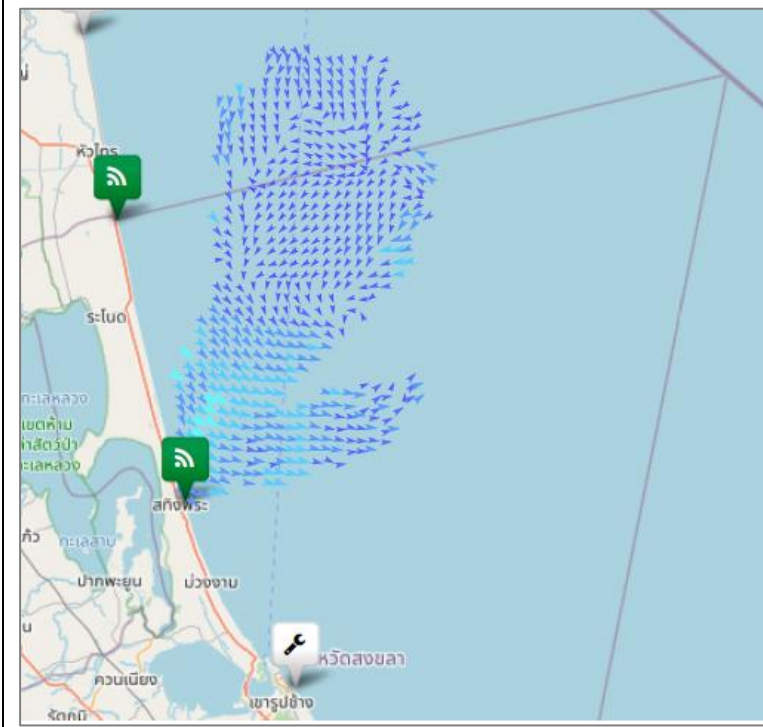 หัวไทร
ระโนด
ทะเลหลวง
เขตห้าม
ล่าสัตว์ป่า
ทะเลหลวง
สทิงพระ
ทะเลสาบ
ปากพะยูน
ม่วงงาม
หวัดสงขลา
ควนเนียง
เขารูปช้าง
รัตภูมิ